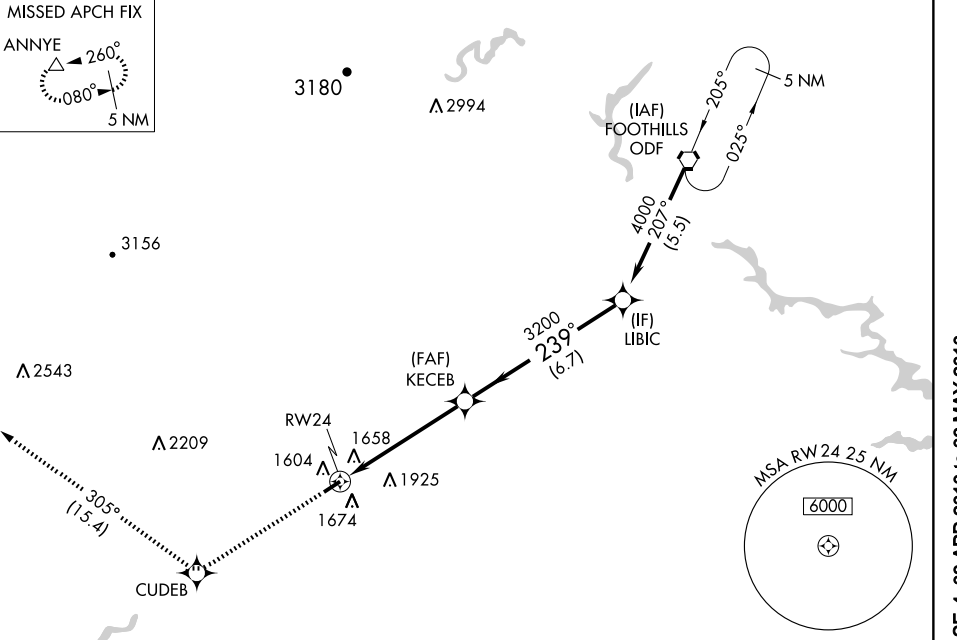 MISSED APCH FIX
ANNYE
260°
080°
5 NM
3180
2994
(IAF)
FOOTHILLS
ODF
205°
025°
5 NM
4000
207°
(5.5)
3156
(IF)
LIBIC
3200
239°
(6.7)
(FAF)
KECEB
2543
2209
RW24
1658
1604
1925
1674
305°
(15.4)
CUDEB
MSA RW 24 25 NM
6000